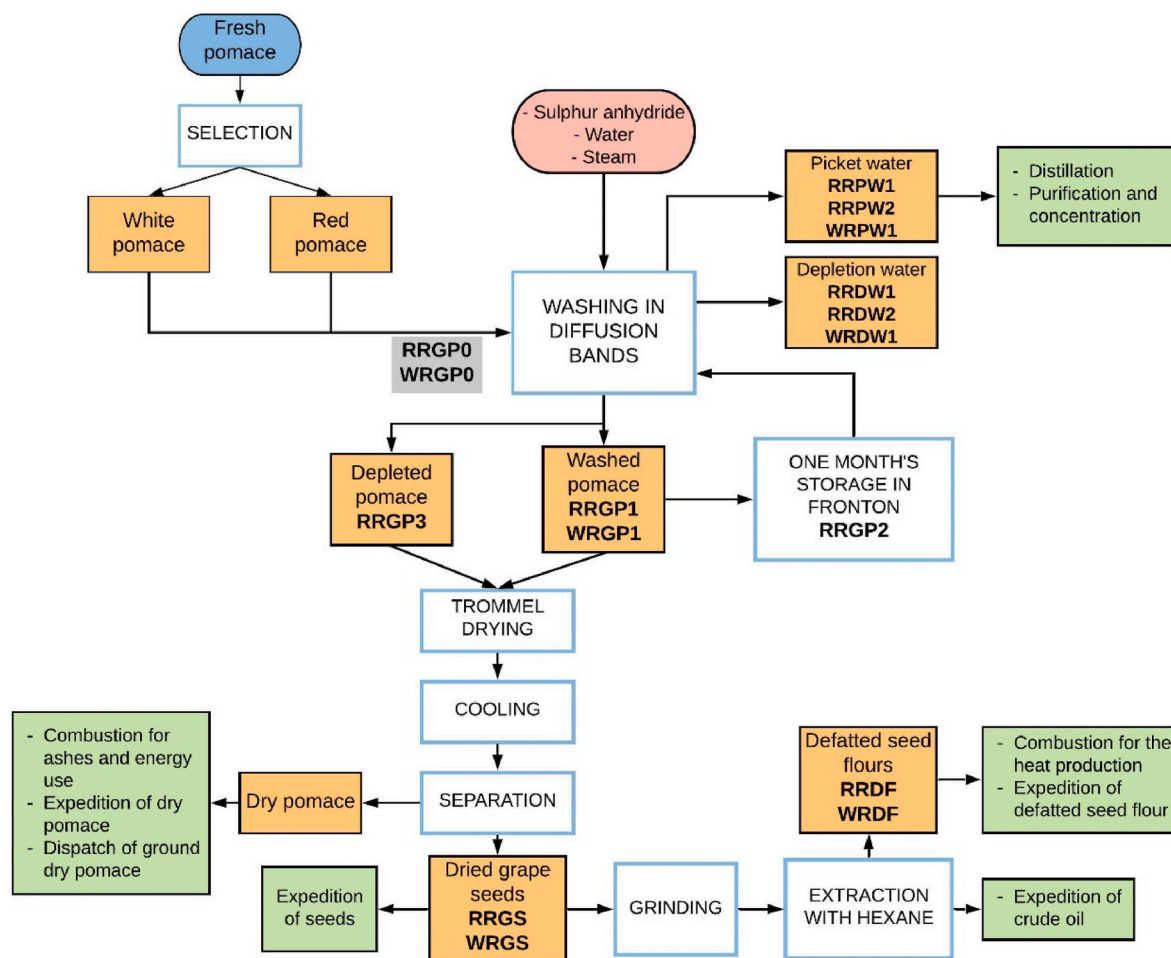 Fresh
pomace
SELECTION
- Sulphur anhydride
- Water
- Steam
White
pomace
Red
pomace
Picket water
RRPW1
RRPW2
WRPW1
- Distillation
- Purification and
concentration
WASHING IN
DIFFUSION
BANDS
Depletion water
RRDW1
RRDW2
WRDW1
RRGP0
WRGP0
Depleted
pomace
RRGP3
Washed
pomace
RRGP1
WRGP1
ONE MONTH'S
STORAGE IN
FRONTON
RRGP2
TROMMEL
DRYING
COOLING
SEPARATION
Dry pomace
- Combustion for
ashes and energy
use
- Expedition of dry
pomace
- Dispatch of ground
dry pomace
Dried grape
seeds
RRGS
WRGS
Expedition
of seeds
GRINDING
EXTRACTION
WITH HEXANE
Defatted seed
flours
RRDF
WRDF
- Combustion for the
heat production
- Expedition of
defatted seed flour
- Expedition of
crude oil